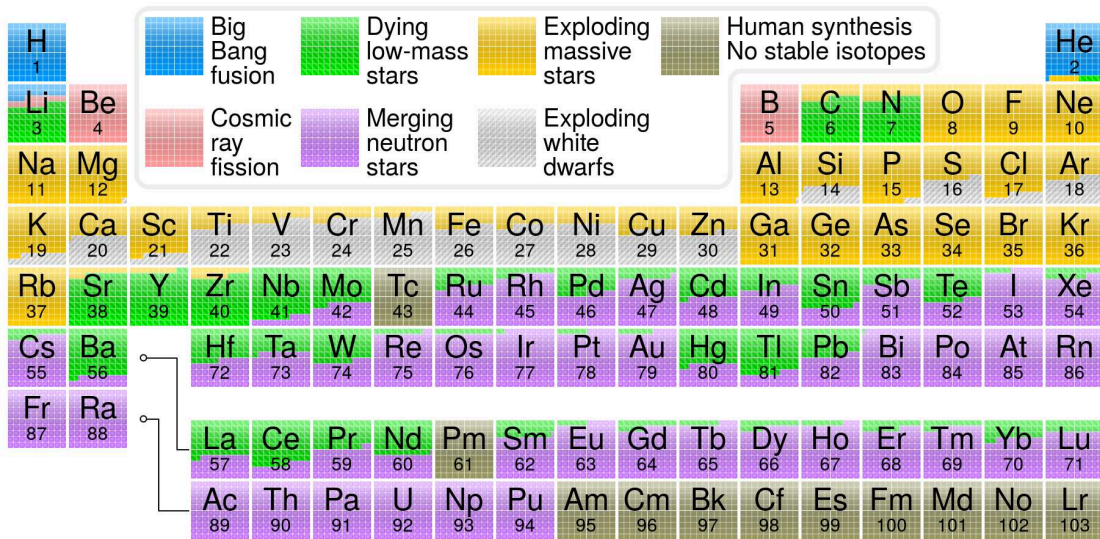 Big
Bang
fusion
Dying
low-mass
stars
Exploding
massive
stars
Human synthesis
No stable isotopes
Cosmic
ray
fission
Merging
neutron
stars
Exploding
white
dwarfs
H He
1 2
Li Be B C N O F Ne
3 4 5 6 7 8 9 10
Na Mg Al Si P S Cl Ar
11 12 13 14 15 16 17 18
K Ca Sc Ti V Cr Mn Fe Co Ni Cu Zn Ga Ge As Se Br Kr
19 20 21 22 23 24 25 26 27 28 29 30 31 32 33 34 35 36
Rb Sr Y Zr Nb Mo Tc Ru Rh Pd Ag Cd In Sn Sb Te I Xe
37 38 39 40 41 42 43 44 45 46 47 48 49 50 51 52 53 54
Cs Ba Hf Ta W Re Os Ir Pt Au Hg Tl Pb Bi Po At Rn
55 56 72 73 74 75 76 77 78 79 80 81 82 83 84 85 86
Fr Ra
87 88
La Ce Pr Nd Pm Sm Eu Gd Tb Dy Ho Er Tm Yb Lu
57 58 59 60 61 62 63 64 65 66 67 68 69 70 71
Ac Th Pa U Np Pu Am Cm Bk Cf Es Fm Md No Lr
89 90 91 92 93 94 95 96 97 98 99 100 101 102 103